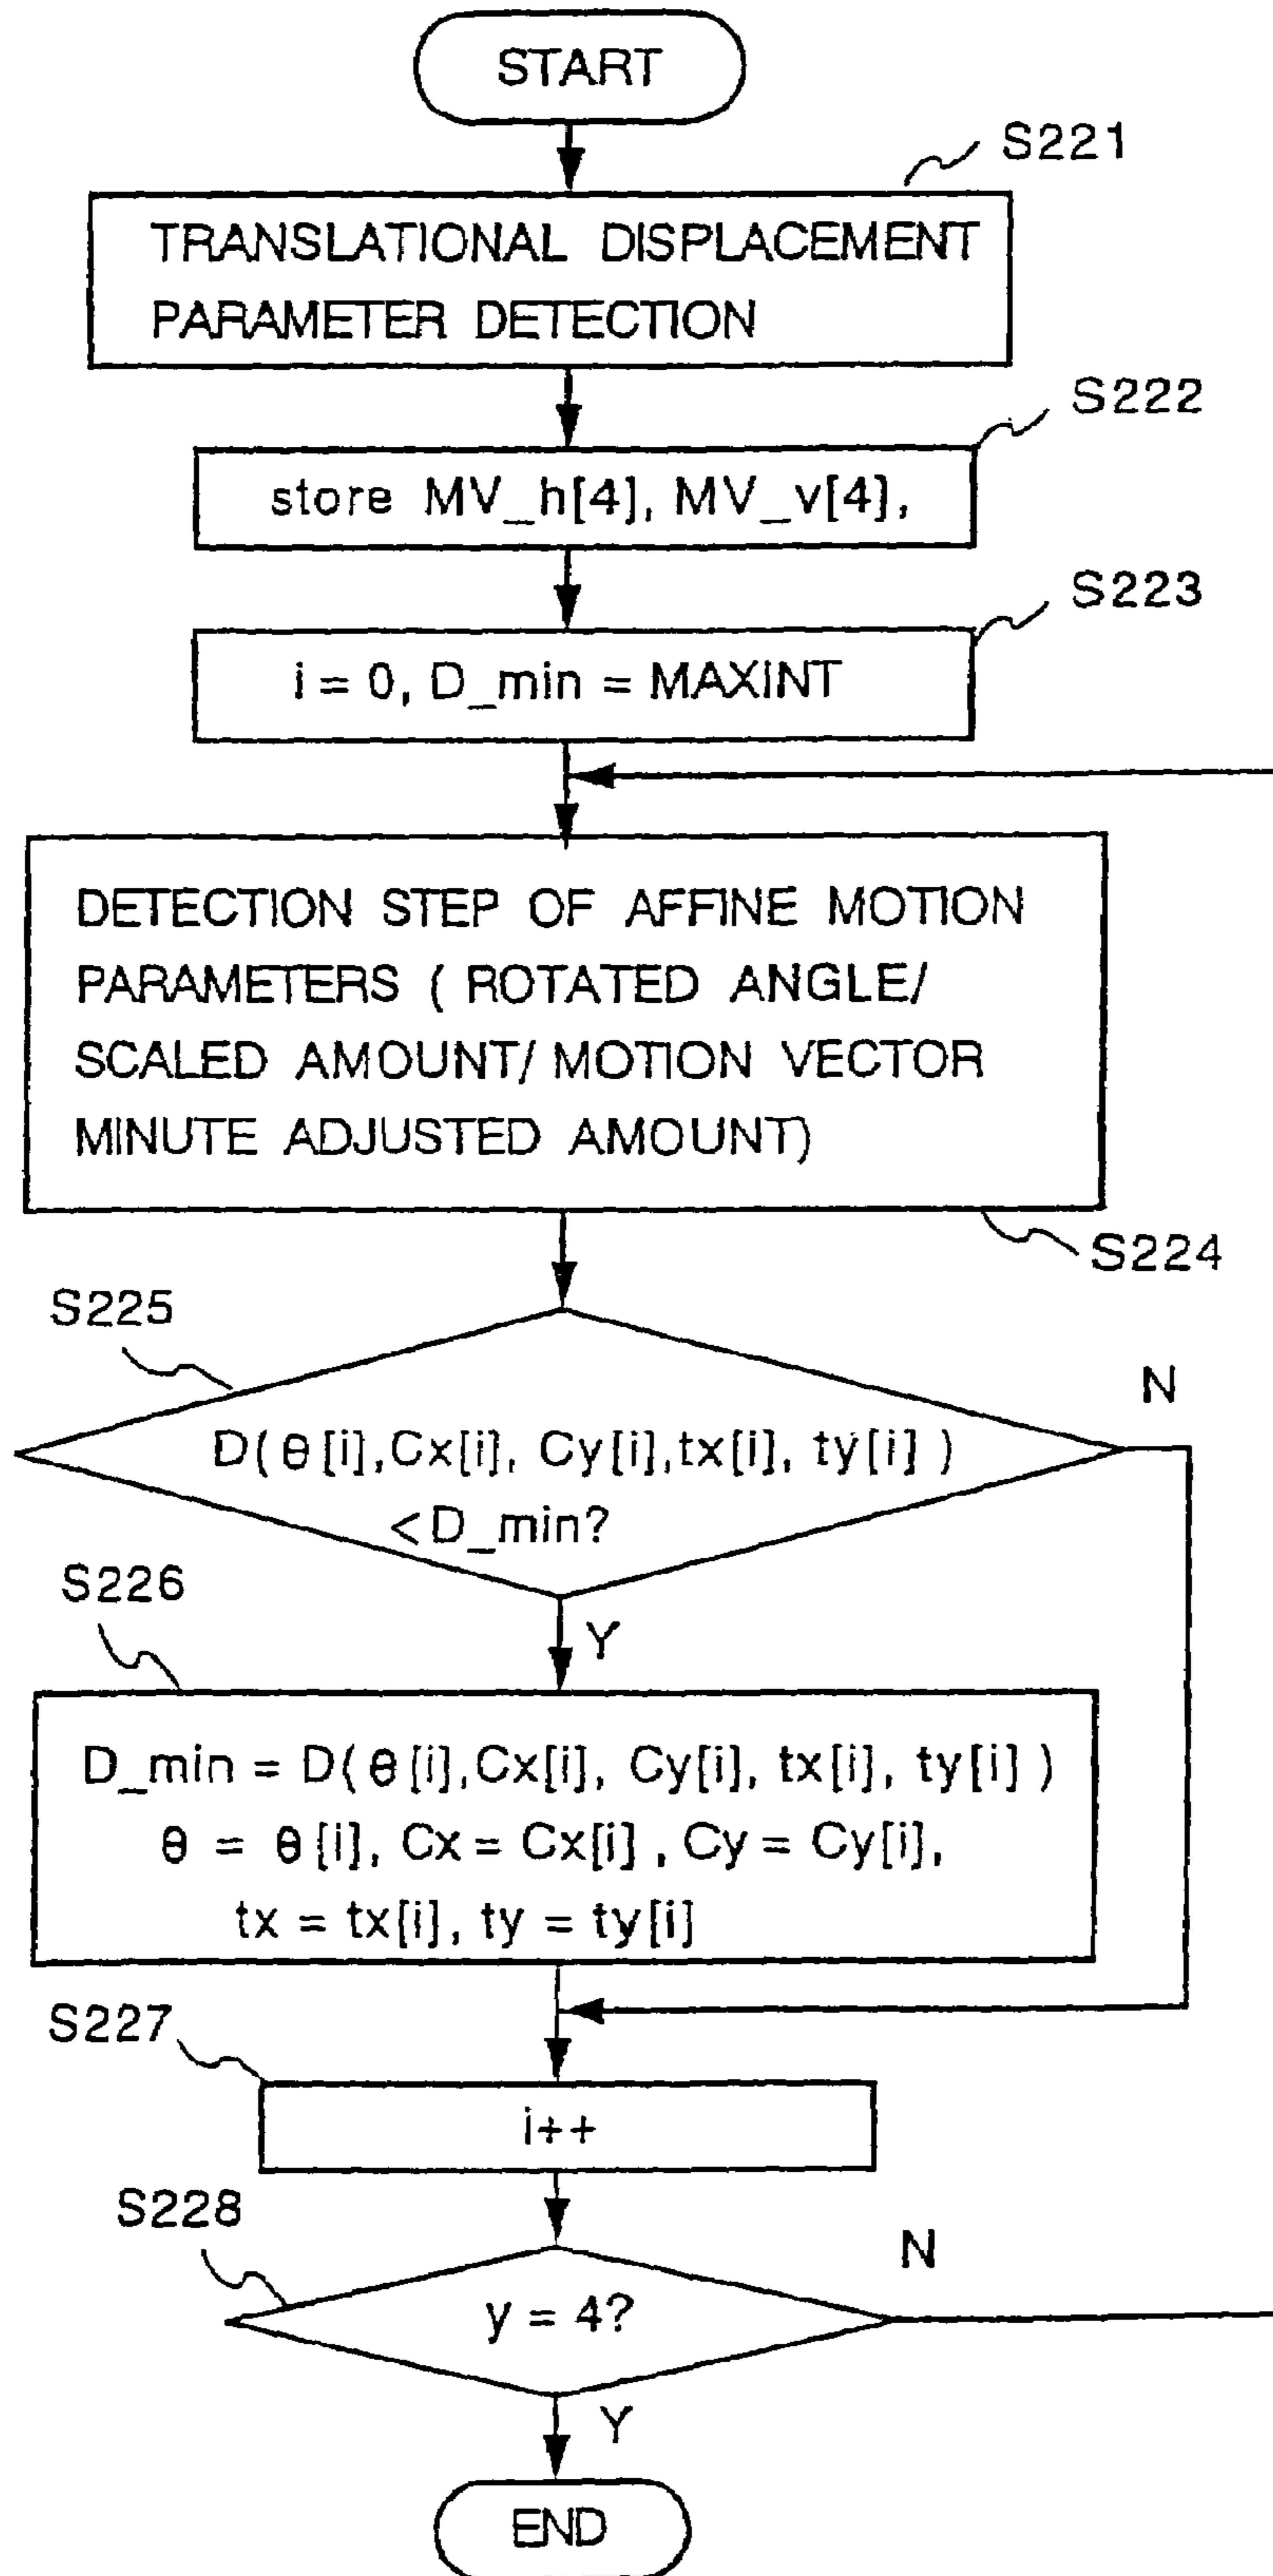 START
S221
TRANSLATIONAL DISPLACEMENT
PARAMETER DETECTION
S222
store MV_h[4], MV_v[4],
S223
i = 0, D_min = MAXINT
DETECTION STEP OF AFFINE MOTION
PARAMETERS ( ROTATED ANGLE/
SCALED AMOUNT/ MOTION VECTOR
MINUTE ADJUSTED AMOUNT)
S224
S225
N
D( θ[i],Cx[i], Cy[i],tx[i], ty[i] )
<D_min?
S226
Y
D_min = D( θ[i],Cx[i], Cy[i], tx[i], ty[i] )
θ = θ[i], Cx = Cx[i] , Cy = Cy[i],
tx = tx[i], ty = ty[i]
S227
i++
S228
N
y = 4?
Y
END